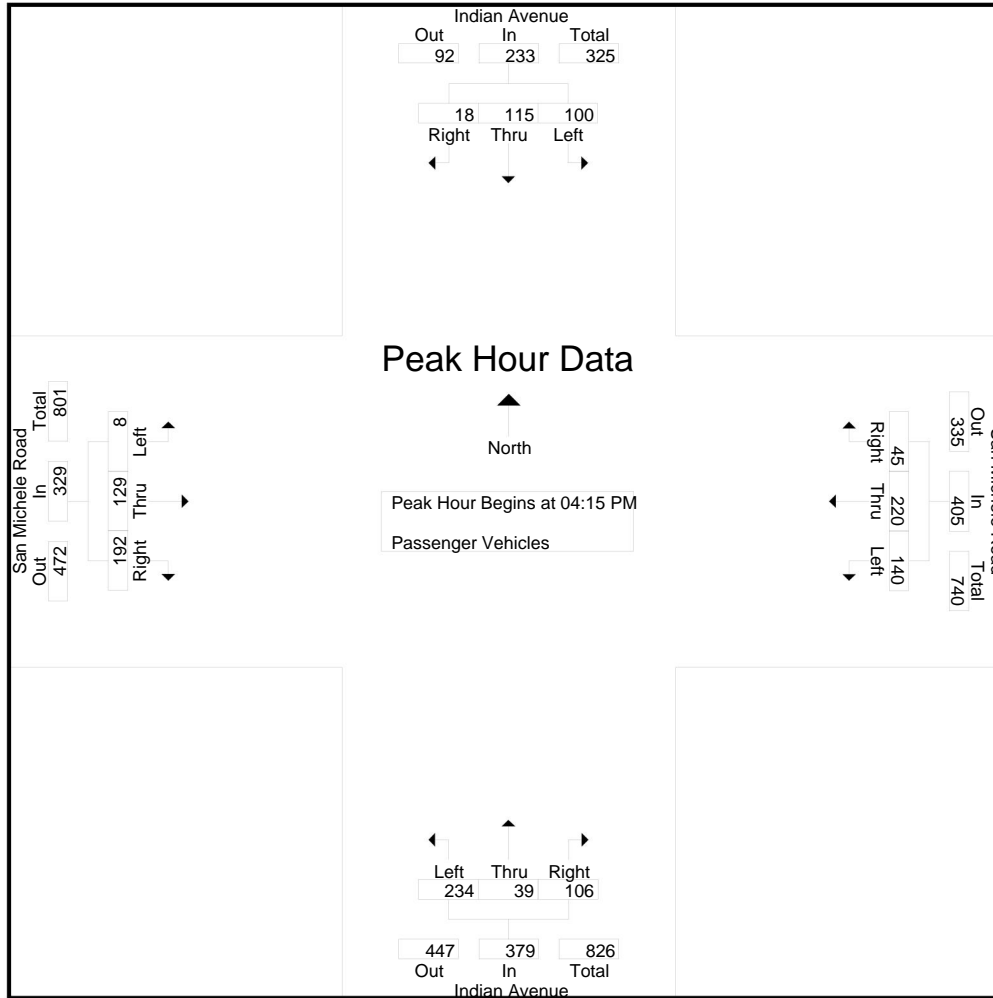 Indian Avenue
Out In Total
92 233 325
18 115 100
Right Thru Left
Peak Hour Data
North
Peak Hour Begins at 04:15 PM
Passenger Vehicles
San Michele Road
Total In Out
801 329 472
8 129 192
Left Thru Right
Right Thru Left
45 220 140
335 405 740
Out In Total
Left Thru Right
234 39 106
447 379 826
Out In Total
Indian Avenue